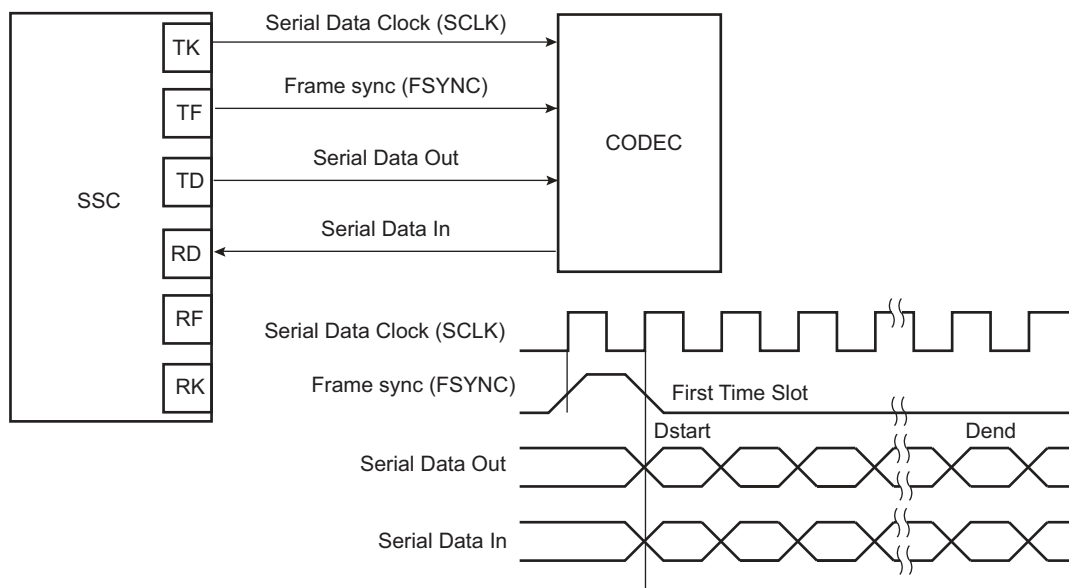 Serial Data Clock (SCLK)
TK
Frame sync (FSYNC)
TF
CODEC
Serial Data Out
TD
SSC
Serial Data In
RD
RF
Serial Data Clock (SCLK)
RK
Frame sync (FSYNC)
First Time Slot
Dstart
Dend
Serial Data Out
Serial Data In